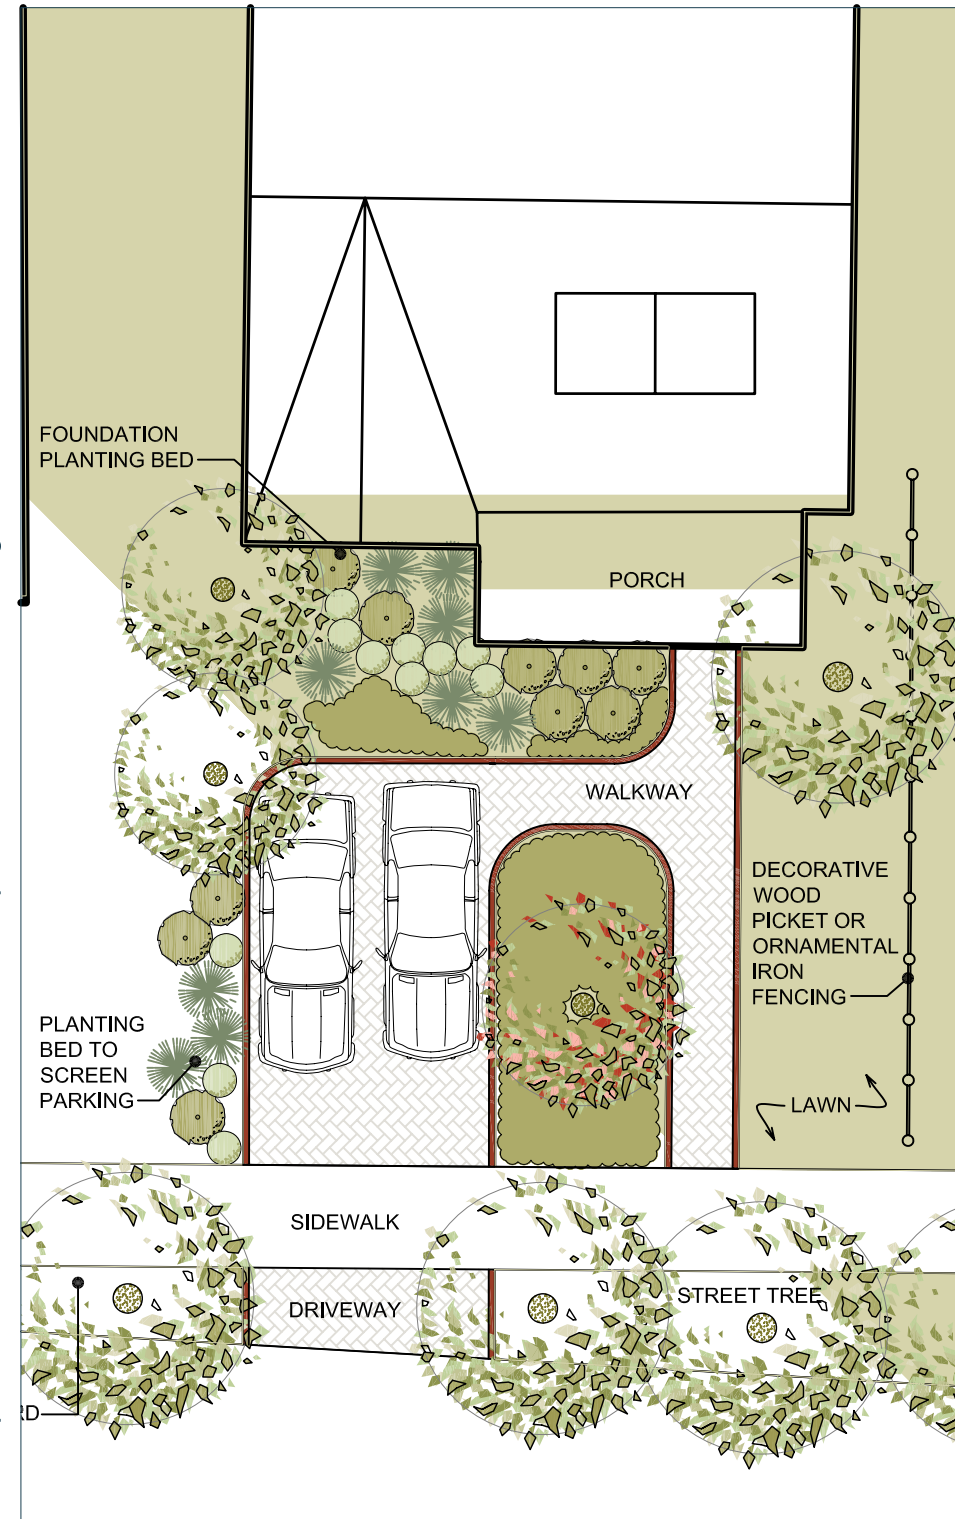 FOUNDATION
PLANTING BED
PORCH
WALKWAY
DECORATIVE
WOOD
PICKET OR
ORNAMENTAL
IRON
FENCING
PLANTING
BED TO
SCREEN
PARKING
LAWN
SIDEWALK
DRIVEWAY
STREET TREE
RD